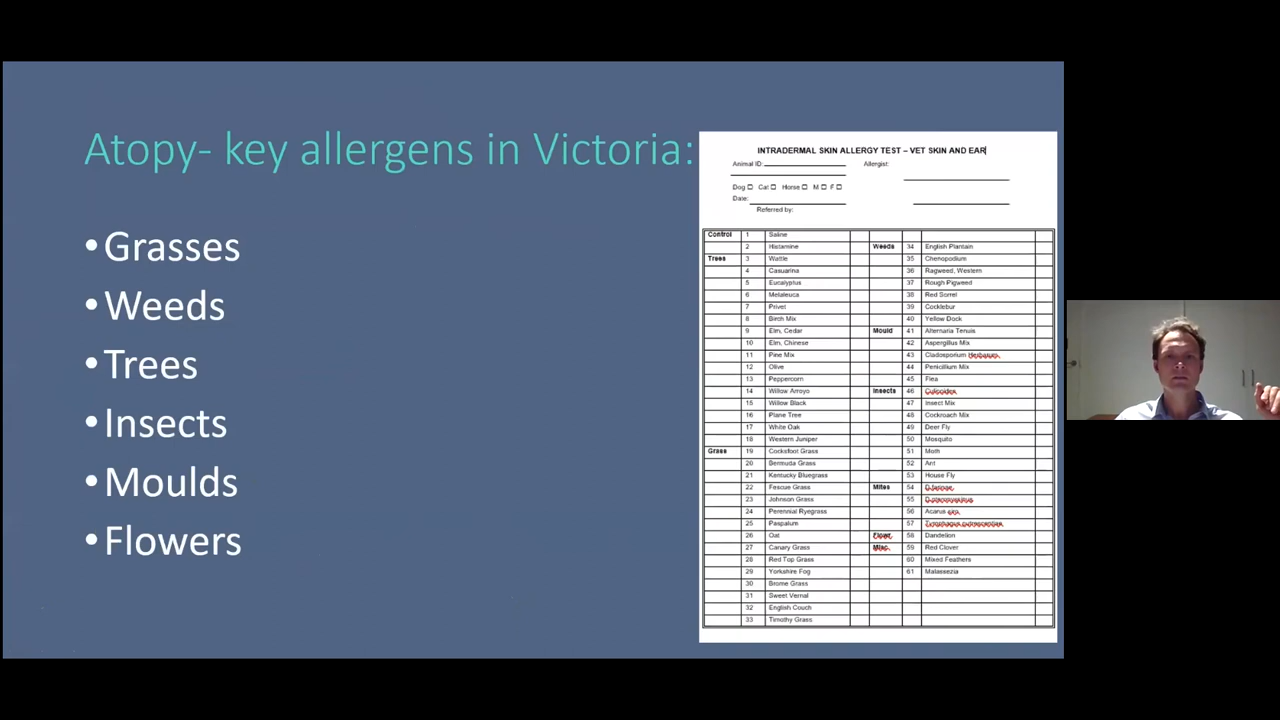 Atopy- key allergens in Victoria:
•Grasses
•Weeds
•Trees
•Insects
•Moulds
•Flowers
INTRADERMAL SKIN ALLERGY TEST – VET SKIN AND EAR
Animal ID: Allergist:
Dog Cat Horse M F
Date:
Referred by:
Control 1 Saline
2 Histamine Weeds 34 English Plantain
Trees 3 Wattle 35 Chenopodium
4 Casuarina 36 Ragweed, Western
5 Eucalyptus 37 Rough Pigweed
6 Melaleuca 38 Red Sorrel
7 Privet 39 Cocklebur
8 Birch Mix 40 Yellow Dock
9 Elm, Cedar Mould 41 Alternaria Tenuis
10 Elm, Chinese 42 Aspergillus Mix
11 Pine Mix 43 Cladosporium Herbarum
12 Olive 44 Penicillium Mix
13 Peppercorn 45 Flea
14 Willow Arroyo Insects 46 Culicoides
15 Willow Black 47 Insect Mix
16 Plane Tree 48 Cockroach Mix
17 White Oak 49 Deer Fly
18 Western Juniper 50 Mosquito
Grass 19 Cocksfoot Grass 51 Moth
20 Bermuda Grass 52 Ant
21 Kentucky Bluegrass 53 House Fly
22 Fescue Grass Mites 54 D.farinae
23 Johnson Grass 55 D.pteronyssinus
24 Perennial Ryegrass 56 Acarus siro
25 Paspalum 57 Tyrophagus putrescentiae
26 Oat Flowr. 58 Dandelion
27 Canary Grass Misc. 59 Red Clover
28 Red Top Grass 60 Mixed Feathers
29 Yorkshire Fog 61 Malassezia
30 Brome Grass
31 Sweet Vernal
32 English Couch
33 Timothy Grass